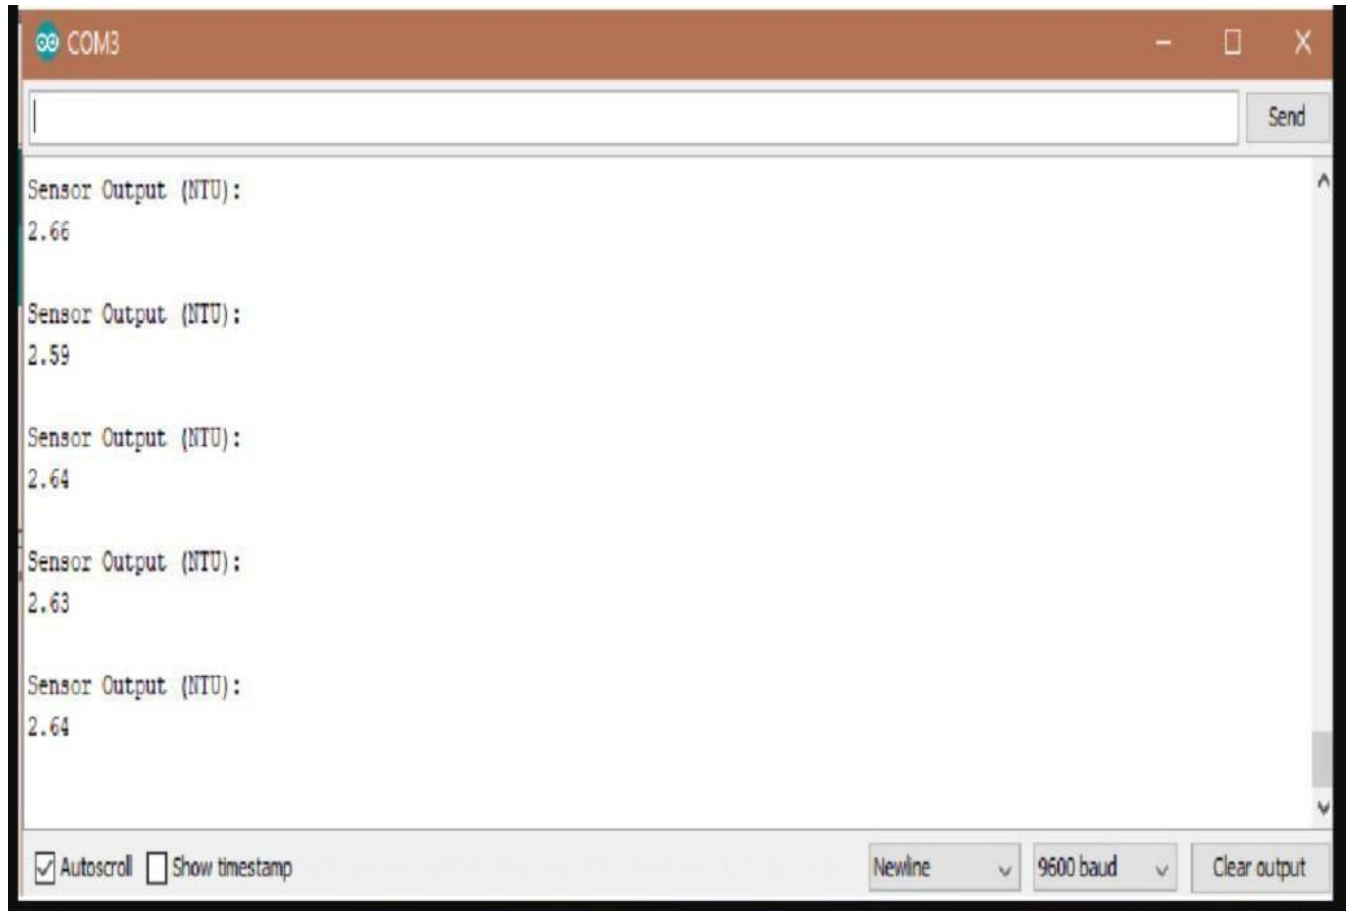 COM3
Send
Sensor Output (NTU):
2.66
Sensor Output (NTU):
2.59
Sensor Output (NTU):
2.64
Sensor Output (NTU):
2.63
Sensor Output (NTU):
2.64
Autoscroll Show timestamp Newline 9600 baud Clear output